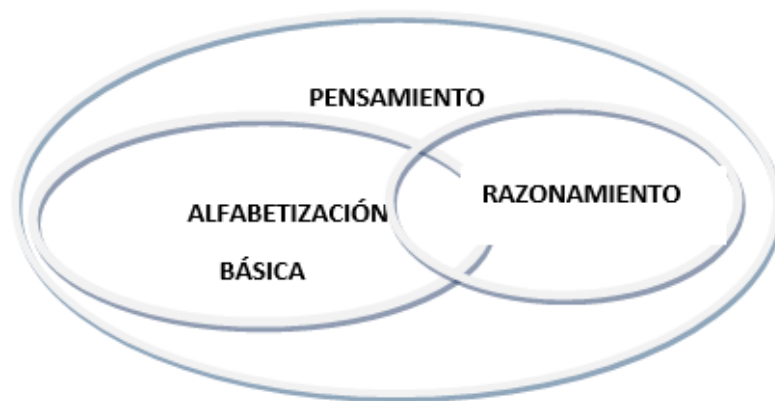 PENSAMIENTO
RAZONAMIENTO
ALFABETIZACIÓN
BÁSICA